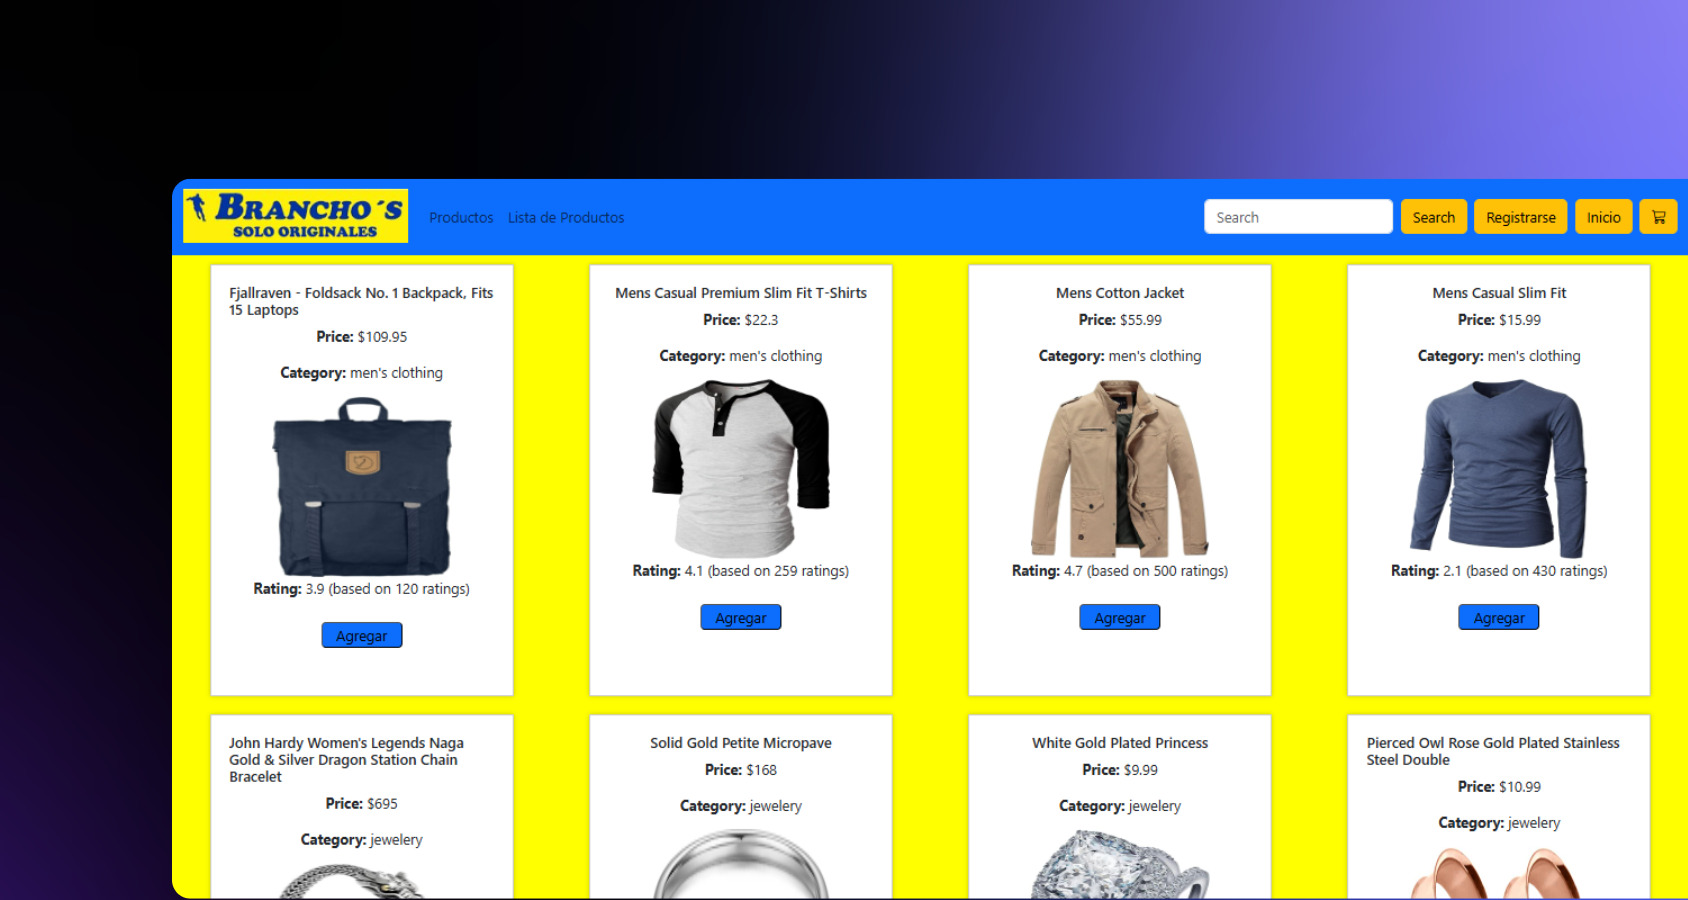 BRANCHO´S
SOLO ORIGINALES
Productos Lista de Productos
Search
Search
Registrarse
Inicio
Fjallraven - Foldsack No. 1 Backpack, Fits
15 Laptops
Price: $109.95
Category: men's clothing
Rating: 3.9 (based on 120 ratings)
Agregar
Mens Casual Premium Slim Fit T-Shirts
Price: $22.3
Category: men's clothing
Rating: 4.1 (based on 259 ratings)
Agregar
Mens Cotton Jacket
Price: $55.99
Category: men's clothing
Rating: 4.7 (based on 500 ratings)
Agregar
Mens Casual Slim Fit
Price: $15.99
Category: men's clothing
Rating: 2.1 (based on 430 ratings)
Agregar
John Hardy Women's Legends Naga
Gold & Silver Dragon Station Chain
Bracelet
Price: $695
Category: jewelery
Solid Gold Petite Micropave
Price: $168
Category: jewelery
White Gold Plated Princess
Price: $9.99
Category: jewelery
Pierced Owl Rose Gold Plated Stainless
Steel Double
Price: $10.99
Category: jewelery